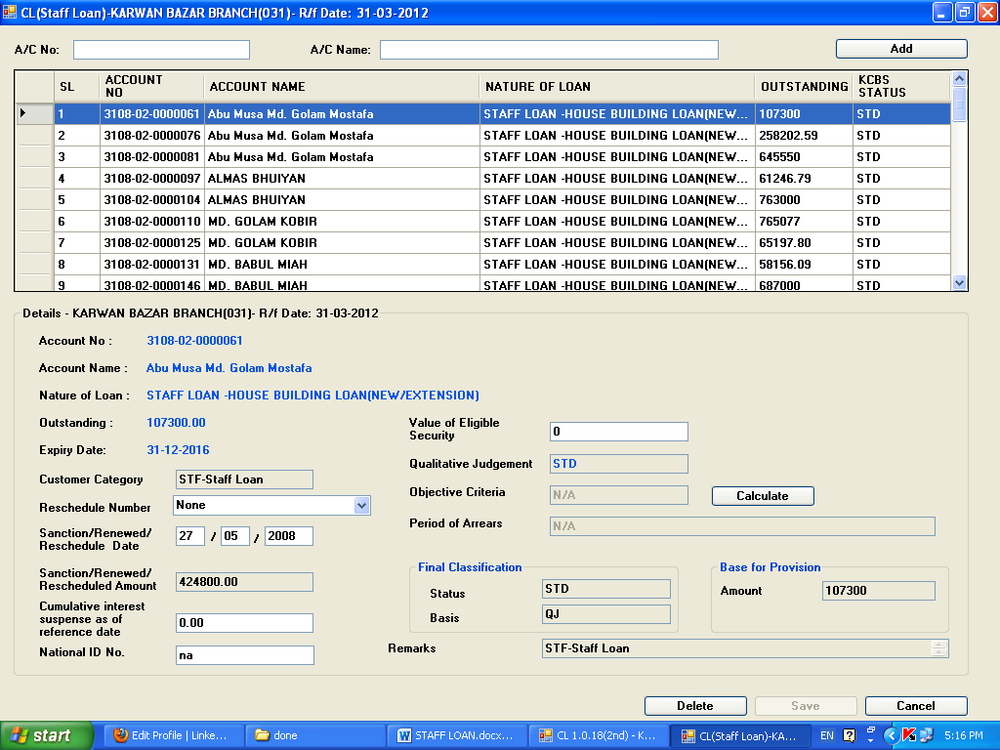 CL(Staff Loan)-KARWAN BAZAR BRANCH(031)- R/f Date: 31-03-2012
A/C No: A/C Name: Add
SL ACCOUNT NO ACCOUNT NAME NATURE OF LOAN OUTSTANDING KCBS STATUS
1 3108-02-0000061 Abu Musa Md. Golam Mostafa STAFF LOAN -HOUSE BUILDING LOAN(NEW... 107300 STD
2 3108-02-0000076 Abu Musa Md. Golam Mostafa STAFF LOAN -HOUSE BUILDING LOAN(NEW... 258202.59 STD
3 3108-02-0000081 Abu Musa Md. Golam Mostafa STAFF LOAN -HOUSE BUILDING LOAN(NEW... 645550 STD
4 3108-02-0000097 ALMAS BHUIYAN STAFF LOAN -HOUSE BUILDING LOAN(NEW... 61246.79 STD
5 3108-02-0000104 ALMAS BHUIYAN STAFF LOAN -HOUSE BUILDING LOAN(NEW... 763000 STD
6 3108-02-0000110 MD. GOLAM KOBIR STAFF LOAN -HOUSE BUILDING LOAN(NEW... 765077 STD
7 3108-02-0000125 MD. GOLAM KOBIR STAFF LOAN -HOUSE BUILDING LOAN(NEW... 65197.80 STD
8 3108-02-0000131 MD. BABUL MIAH STAFF LOAN -HOUSE BUILDING LOAN(NEW... 58156.09 STD
9 3108-02-0000146 MD. BABUL MIAH STAFF LOAN -HOUSE BUILDING LOAN(NEW... 687000 STD
Details - KARWAN BAZAR BRANCH(031)- R/f Date: 31-03-2012
Account No : 3108-02-0000061
Account Name : Abu Musa Md. Golam Mostafa
Nature of Loan : STAFF LOAN -HOUSE BUILDING LOAN(NEW/EXTENSION)
Outstanding : 107300.00
Expiry Date: 31-12-2016
Customer Category STF-Staff Loan
Reschedule Number None
Sanction/Renewed/
Reschedule Date 27 / 05 / 2008
Sanction/Renewed/
Rescheduled Amount 424800.00
Cumulative interest
suspense as of
reference date 0.00
National ID No. na
Value of Eligible
Security 0
Qualitative Judgement STD
Objective Criteria N/A Calculate
Period of Arrears N/A
Final Classification
Status STD
Basis QJ
Base for Provision
Amount 107300
Remarks STF-Staff Loan
Delete Save Cancel
start Edit Profile | Linke... done STAFF LOAN.docx... CL 1.0.18(2nd) - K... CL(Staff Loan)-KA... EN 5:16 PM